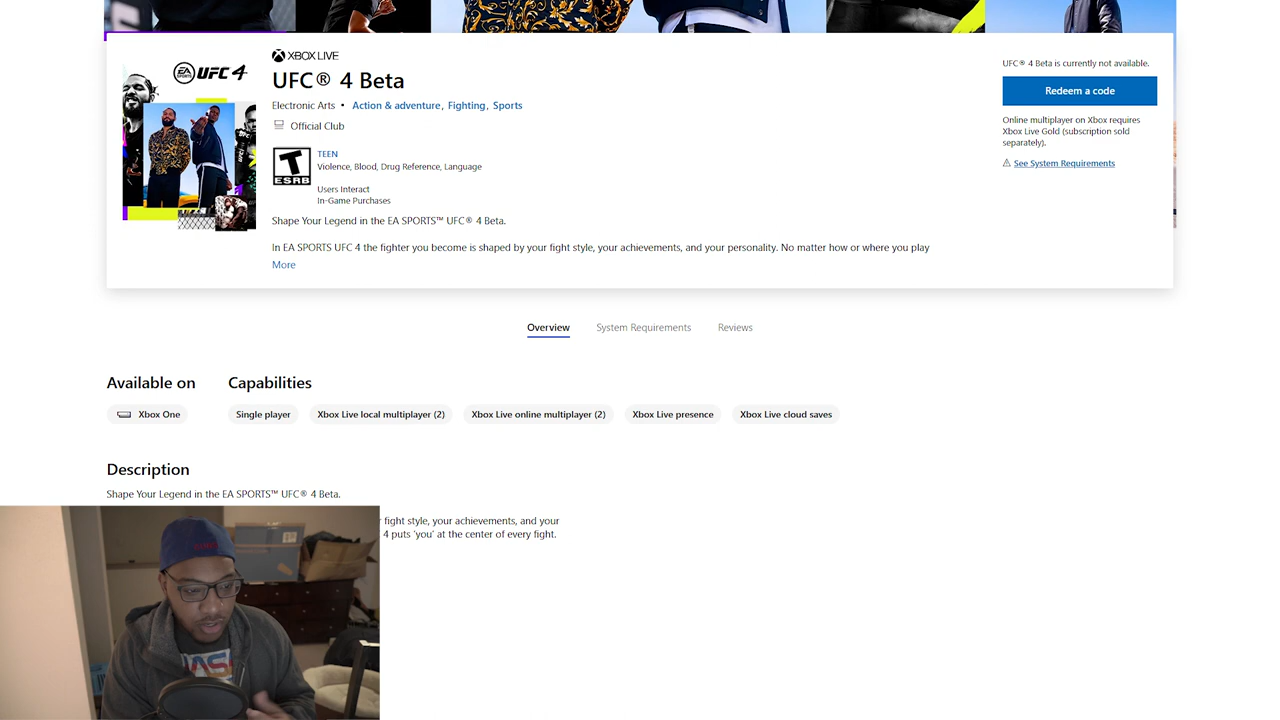 XBOX LIVE
EA SPORTS UFC 4
UFC® 4 Beta
Electronic Arts • Action & adventure, Fighting, Sports
Official Club
T
ESRB
TEEN
Violence, Blood, Drug Reference, Language
Users Interact
In-Game Purchases
Shape Your Legend in the EA SPORTS™ UFC® 4 Beta.
In EA SPORTS UFC 4 the fighter you become is shaped by your fight style, your achievements, and your personality. No matter how or where you play
More
UFC® 4 Beta is currently not available.
Redeem a code
Online multiplayer on Xbox requires
Xbox Live Gold (subscription sold
separately).
See System Requirements
Overview
System Requirements
Reviews
Available on
Capabilities
Xbox One
Single player
Xbox Live local multiplayer (2)
Xbox Live online multiplayer (2)
Xbox Live presence
Xbox Live cloud saves
Description
Shape Your Legend in the EA SPORTS™ UFC® 4 Beta.
fight style, your achievements, and your
4 puts 'you' at the center of every fight.